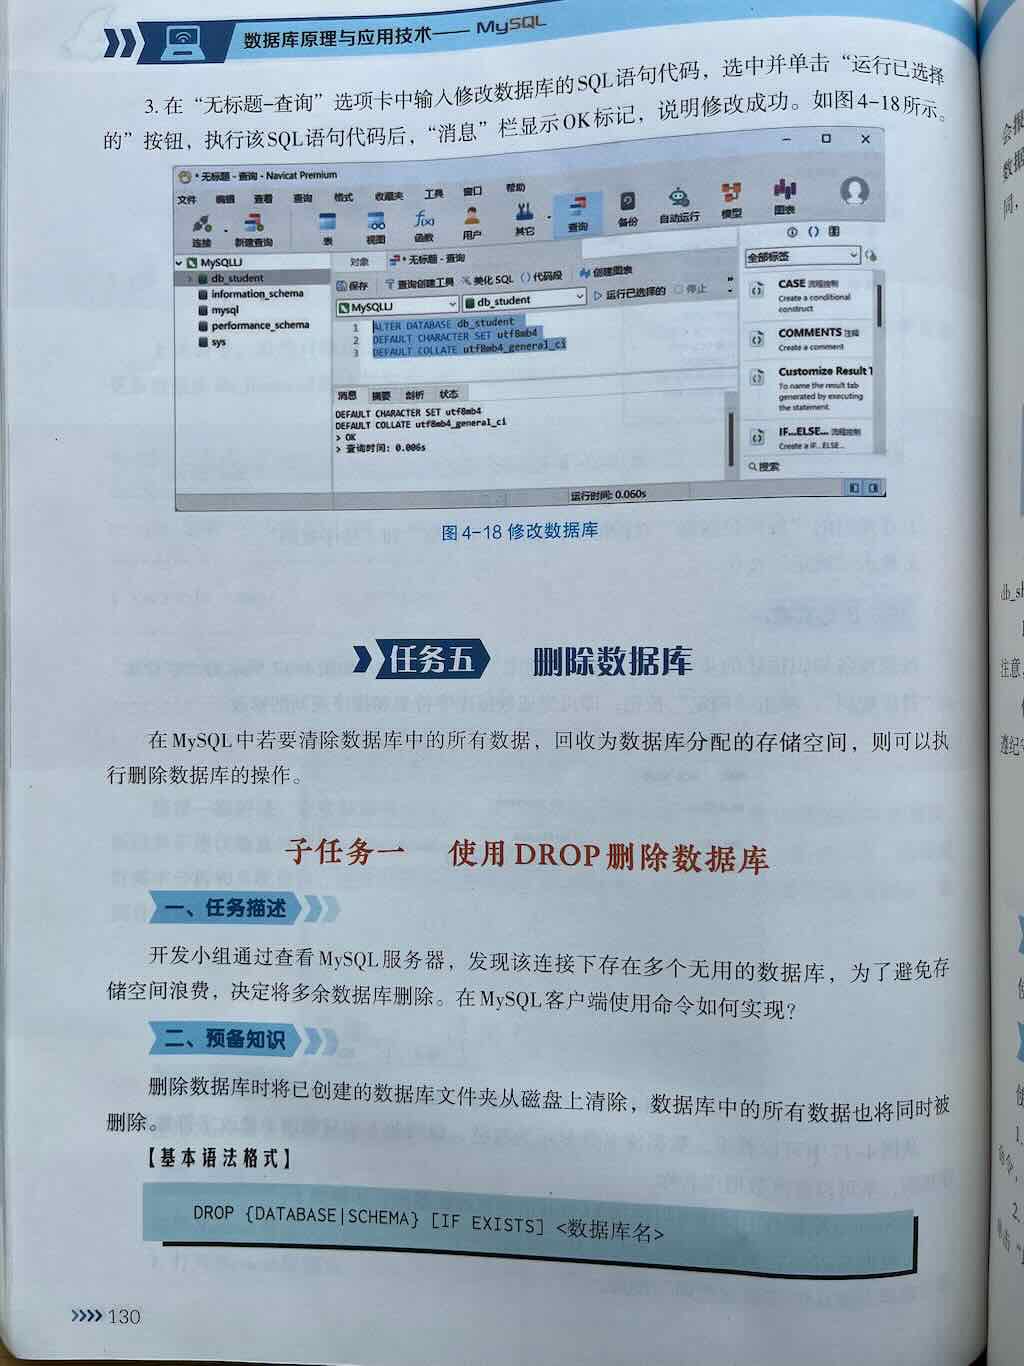 数据库原理与应用技术—— MySQL
3. 在“无标题-查询”选项卡中输入修改数据库的SQL语句代码，选中并单击“运行已选择
的”按钮，执行该SQL语句代码后，“消息”栏显示OK标记，说明修改成功。如图4-18所示。
* 无标题 - 查询 - Navicat Premium
文件 编辑 查看 查询 格式 收藏夹 工具 窗口 帮助
连接 新建查询 表 视图 函数 用户 其它 查询 备份 自动运行 模型 图表
MySQLLJ
db_student
information_schema
mysql
performance_schema
sys
对象 * 无标题 - 查询
保存 查询创建工具 美化 SQL ()代码段 创建图表
MySQLLJ db_student 运行已选择的 停止
1 ALTER DATABASE db_student
2 DEFAULT CHARACTER SET utf8mb4
3 DEFAULT COLLATE utf8mb4_general_ci
消息 摘要 剖析 状态
DEFAULT CHARACTER SET utf8mb4
DEFAULT COLLATE utf8mb4_general_ci
> OK
> 查询时间: 0.006s
全部标签
CASE 流程控制
Create a conditional
construct
COMMENTS 注释
Create a comment
Customize Result T
To name the result tab
generated by executing
the statement.
IF...ELSE... 流程控制
Create a IF...ELSE...
搜索
运行时间: 0.060s
图 4-18 修改数据库
任务五 删除数据库
在MySQL中若要清除数据库中的所有数据，回收为数据库分配的存储空间，则可以执
行删除数据库的操作。
子任务一 使用DROP删除数据库
一、任务描述
开发小组通过查看MySQL服务器，发现该连接下存在多个无用的数据库，为了避免存
储空间浪费，决定将多余数据库删除。在MySQL客户端使用命令如何实现？
二、预备知识
删除数据库时将已创建的数据库文件夹从磁盘上清除，数据库中的所有数据也将同时被
删除。
【基本语法格式】
DROP {DATABASE|SCHEMA} [IF EXISTS] <数据库名>
130